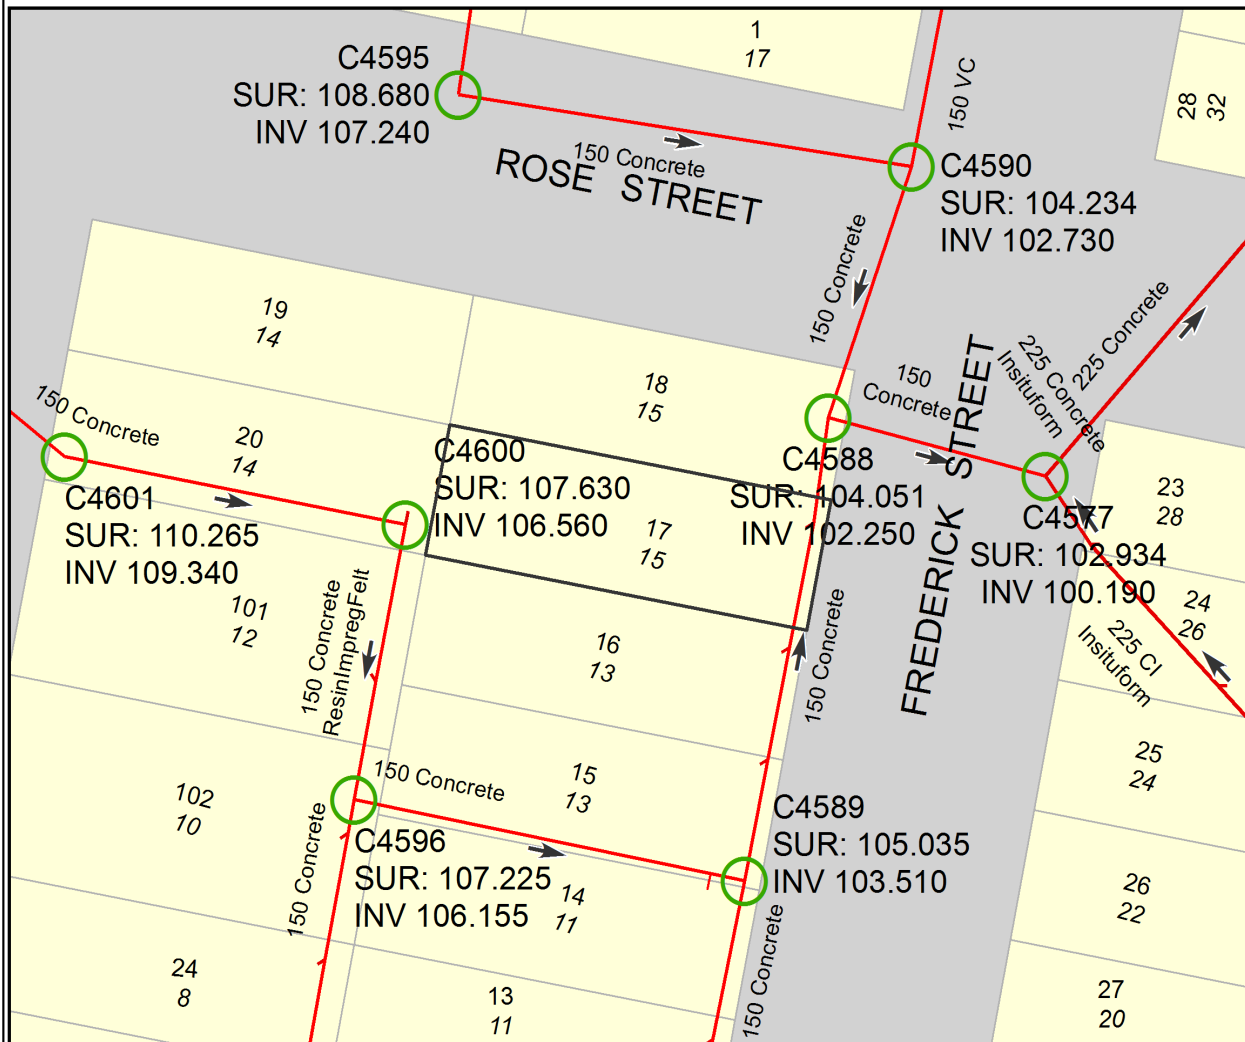 1
17
C4595
SUR: 108.680
INV 107.240
150 VC
28
32
150 Concrete
ROSE STREET
C4590
SUR: 104.234
INV 102.730
150 Concrete
19
14
18
15
150
Concrete
225 Concrete
Insituform
225 Concrete
FREDERICK STREET
150 Concrete
20
14
C4600
SUR: 107.630
INV 106.560
C4588
SUR: 104.051
INV 102.250
C4601
SUR: 110.265
INV 109.340
17
15
23
28
C4577
SUR: 102.934
INV 100.190
101
12
150 Concrete
ResinImpregFelt
16
13
150 Concrete
24
26
225 CI
Insituform
102
10
150 Concrete
15
13
25
24
C4589
SUR: 105.035
INV 103.510
150 Concrete
C4596
SUR: 107.225
INV 106.155
14
11
26
22
150 Concrete
24
8
13
11
27
20